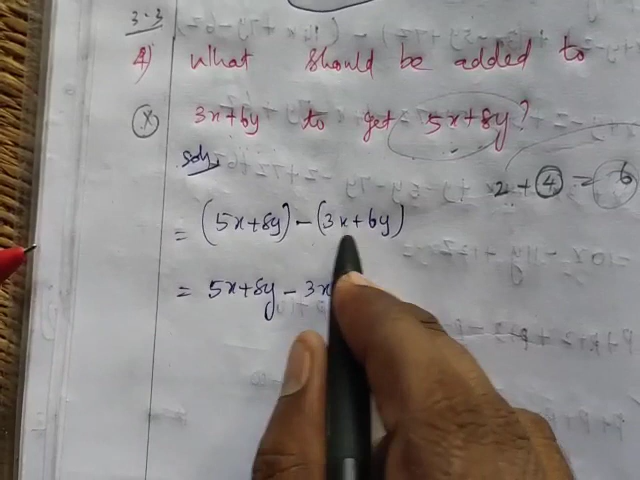 3.3
4) What should be added to
(x) 3x+6y to get 5x+8y?
Soln,
2 + 4 = 6
= (5x+8y) - (3x+6y)
= 5x+8y - 3x